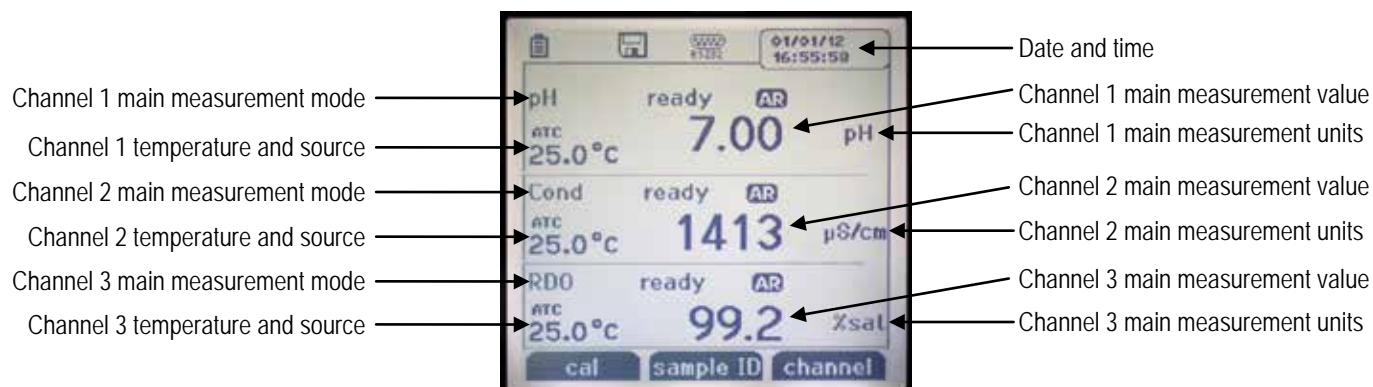 01/01/12
RS232
16:55:58
Date and time
Channel 1 main measurement mode
pH ready AR
Channel 1 main measurement value
ATC
7.00 pH
Channel 1 main measurement units
Channel 1 temperature and source
25.0°C
Channel 2 main measurement mode
Cond ready AR
Channel 2 main measurement value
ATC
1413 µS/cm
Channel 2 main measurement units
Channel 2 temperature and source
25.0°C
Channel 3 main measurement mode
RDO ready AR
Channel 3 main measurement value
ATC
99.2 %sat
Channel 3 main measurement units
Channel 3 temperature and source
25.0°C
cal sample ID channel